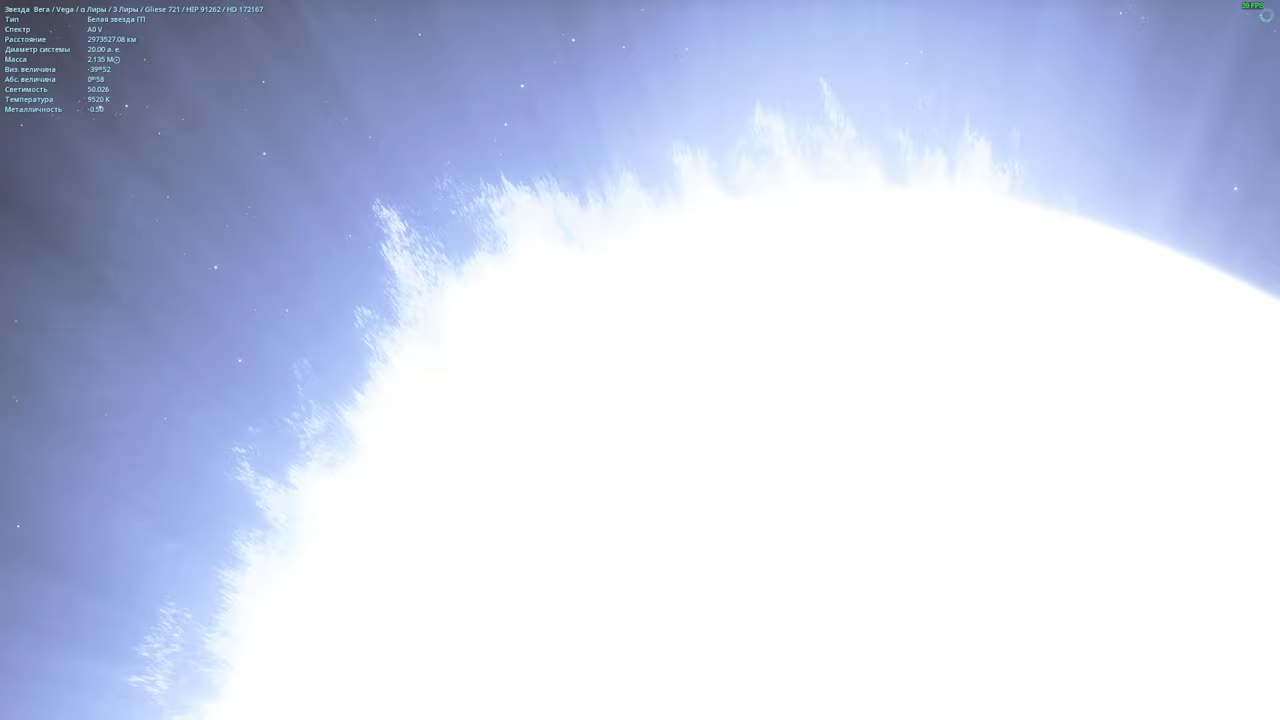 Звезда Вега / Vega / α Лиры / 3 Лиры / Gliese 721 / HIP 91262 / HD 172167
39 FPS
Тип Белая звезда ГП
Спектр A0 V
Расстояние 2973527.08 км
Диаметр системы 20.00 а. е.
Масса 2.135 M☉
Виз. величина -39ᵐ52
Абс. величина 0ᵐ58
Светимость 50.026
Температура 9520 K
Металличность -0.50